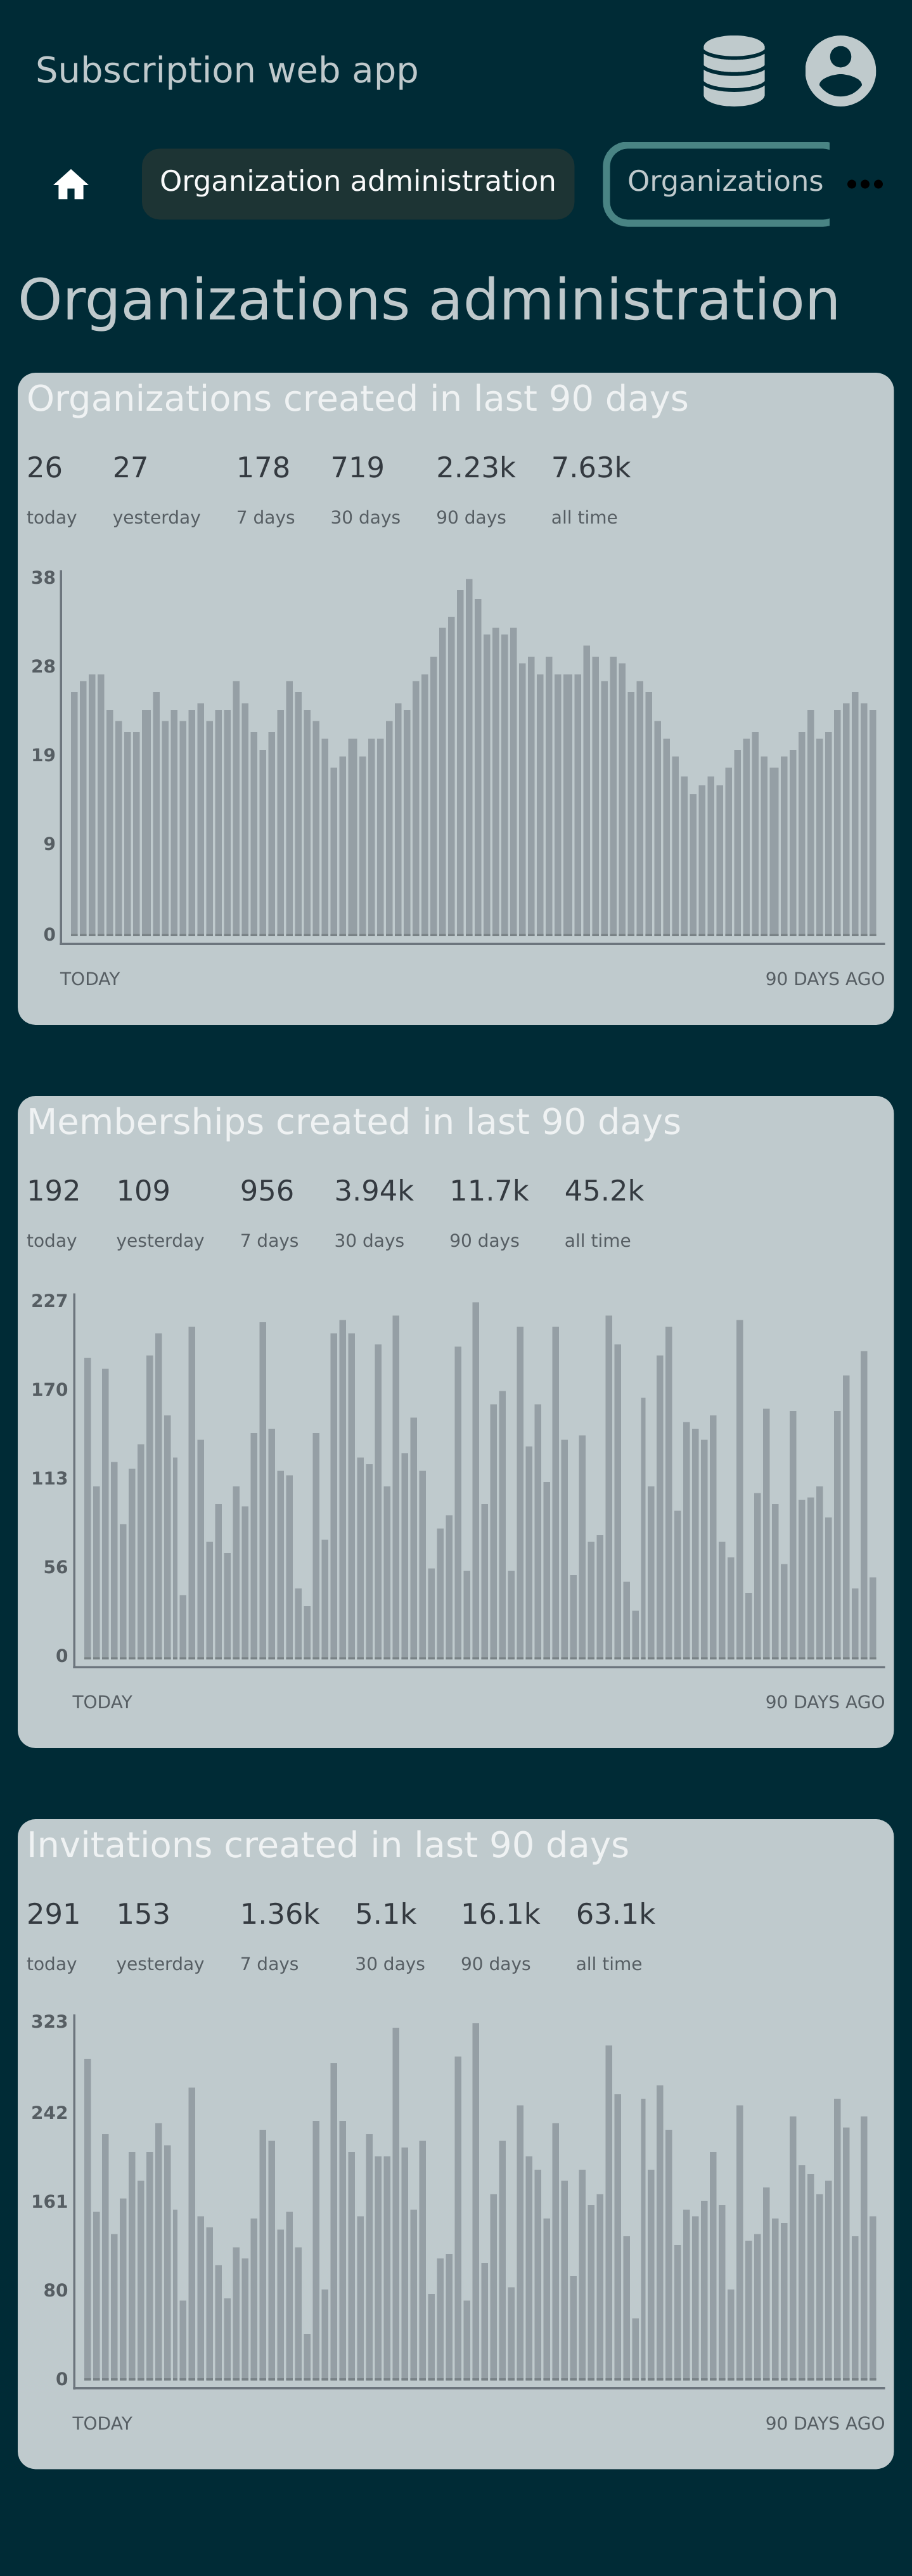 Subscription web app
Organization administration
Organizations
Organizations administration
Organizations created in last 90 days
26 27 178 719 2.23k 7.63k
today yesterday 7 days 30 days 90 days all time
38
28
19
9
0
TODAY 90 DAYS AGO
Memberships created in last 90 days
192 109 956 3.94k 11.7k 45.2k
today yesterday 7 days 30 days 90 days all time
227
170
113
56
0
TODAY 90 DAYS AGO
Invitations created in last 90 days
291 153 1.36k 5.1k 16.1k 63.1k
today yesterday 7 days 30 days 90 days all time
323
242
161
80
0
TODAY 90 DAYS AGO